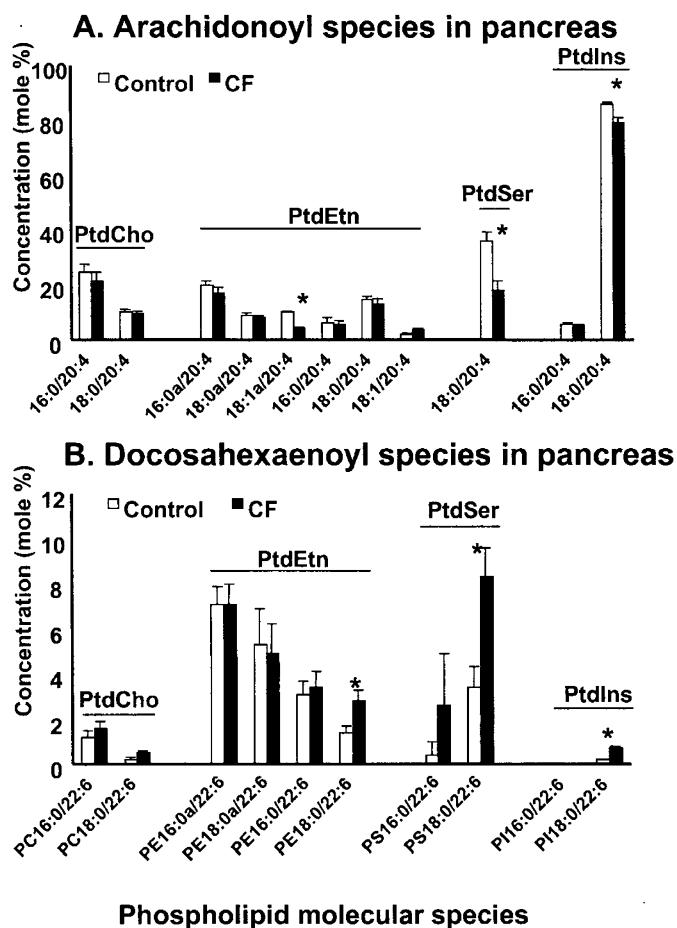 A. Arachidonoyl species in pancreas
Concentration (mole %)
100
80
60
40
20
0
Control CF
PtdCho
PtdEtn
PtdSer
PtdIns
*
*
*
16:0/20:4
18:0/20:4
16:0a/20:4
18:0a/20:4
18:1a/20:4
16:0/20:4
18:0/20:4
18:1/20:4
18:0/20:4
16:0/20:4
18:0/20:4
B. Docosahexaenoyl species in pancreas
Concentration (mole %)
12
10
8
6
4
2
0
Control CF
PtdCho
PtdEtn
PtdSer
PtdIns
*
*
*
PC16:0/22:6
PC18:0/22:6
PE16:0a/22:6
PE18:0a/22:6
PE16:0/22:6
PE18:0/22:6
PS16:0/22:6
PS18:0/22:6
PI16:0/22:6
PI18:0/22:6
Phospholipid molecular species